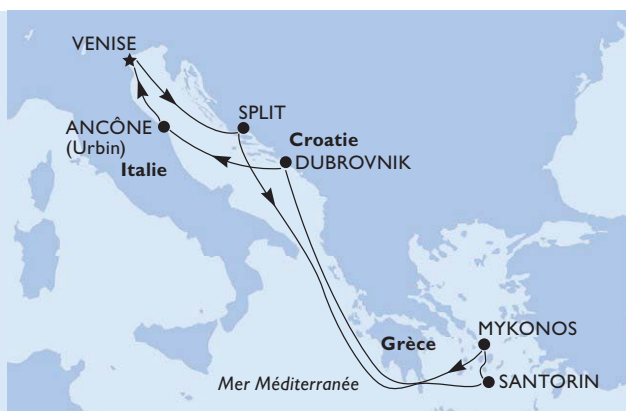 VENISE
SPLIT
ANCÔNE
(Urbin)
Croatie
DUBROVNIK
Italie
MYKONOS
Grèce
Mer Méditerranée
SANTORIN